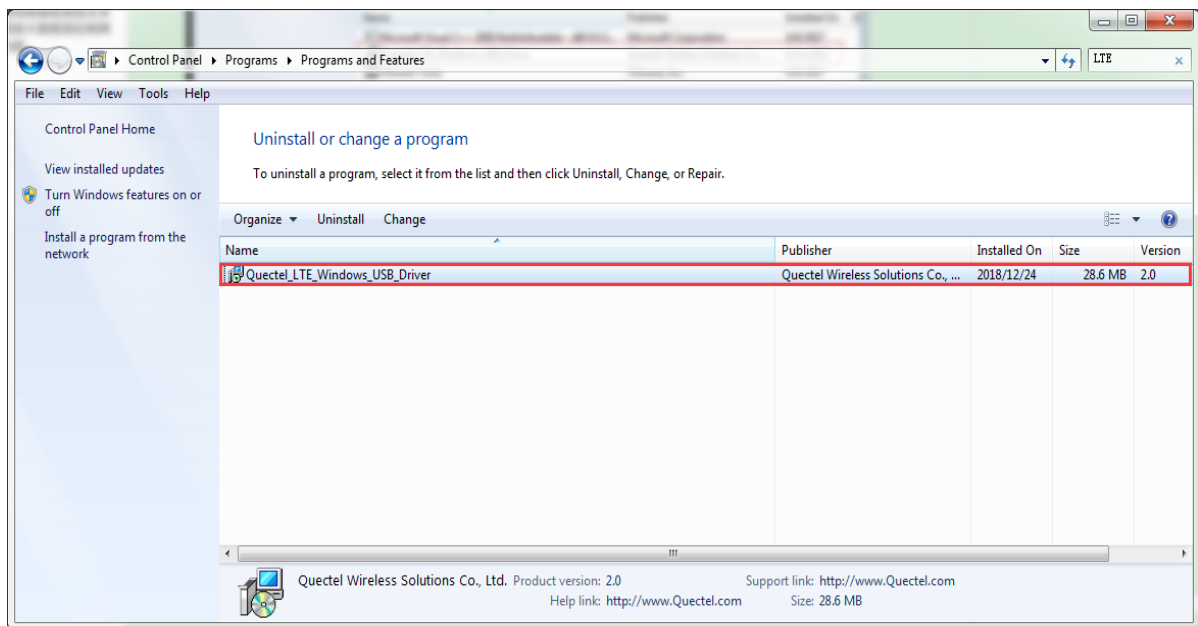 Control Panel Programs Programs and Features LTE
File Edit View Tools Help
Control Panel Home
View installed updates
Turn Windows features on or
off
Install a program from the
network
Uninstall or change a program
To uninstall a program, select it from the list and then click Uninstall, Change, or Repair.
Organize Uninstall Change
Name Publisher Installed On Size Version
Quectel_LTE_Windows_USB_Driver Quectel Wireless Solutions Co., ... 2018/12/24 28.6 MB 2.0
Quectel Wireless Solutions Co., Ltd. Product version: 2.0 Support link: http://www.Quectel.com
Help link: http://www.Quectel.com Size: 28.6 MB